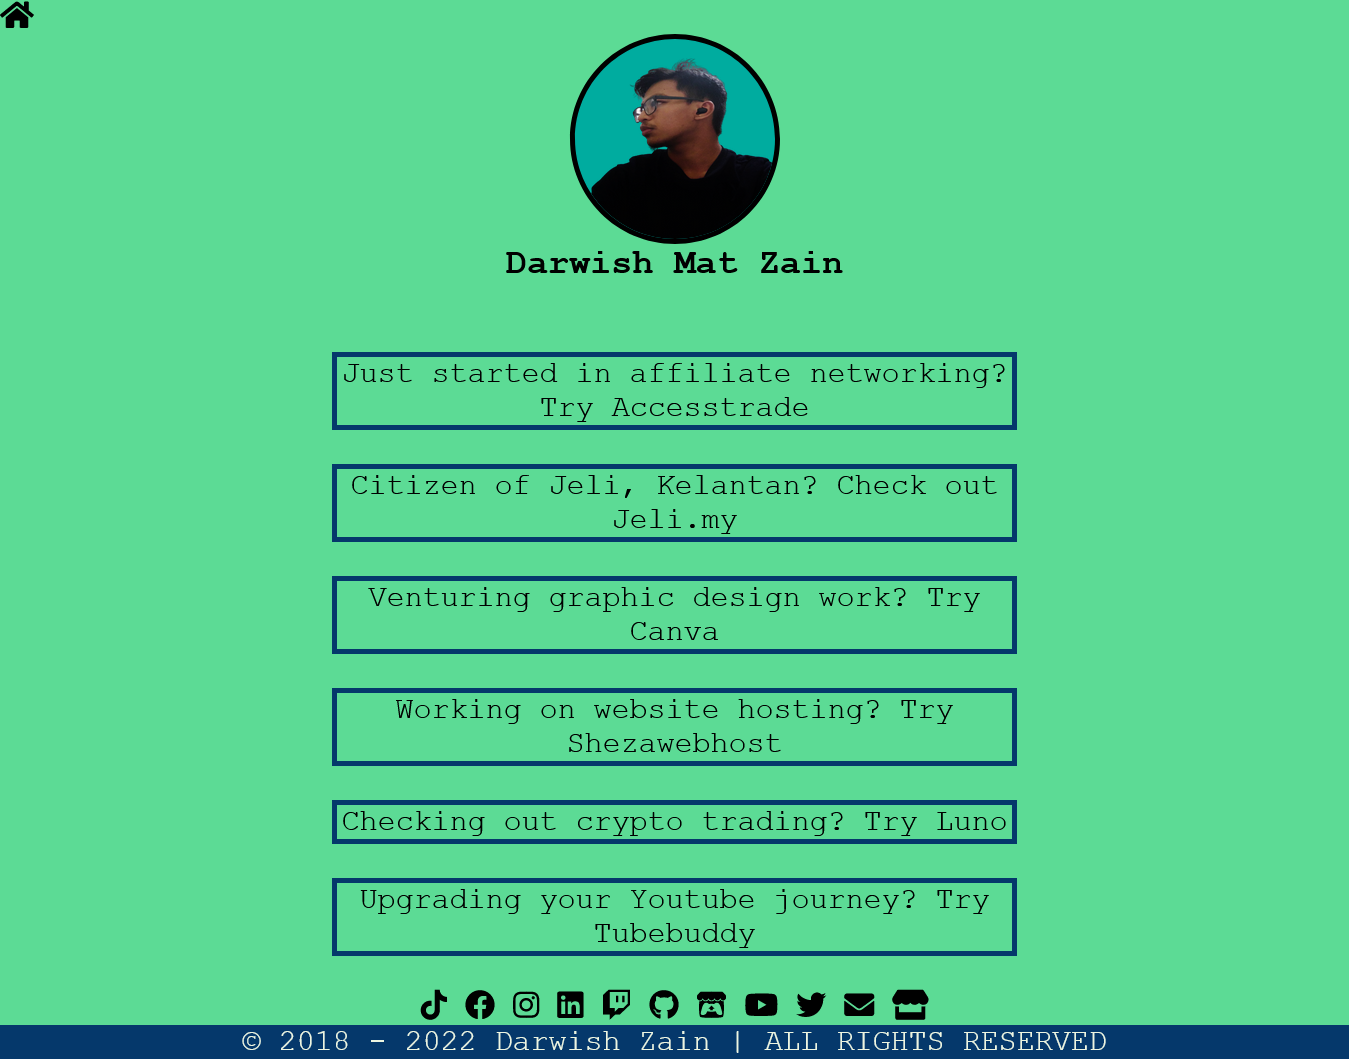 Darwish Mat Zain
Just started in affiliate networking?
Try Accesstrade
Citizen of Jeli, Kelantan? Check out
Jeli.my
Venturing graphic design work? Try
Canva
Working on website hosting? Try
Shezawebhost
Checking out crypto trading? Try Luno
Upgrading your Youtube journey? Try
Tubebuddy
© 2018 - 2022 Darwish Zain | ALL RIGHTS RESERVED